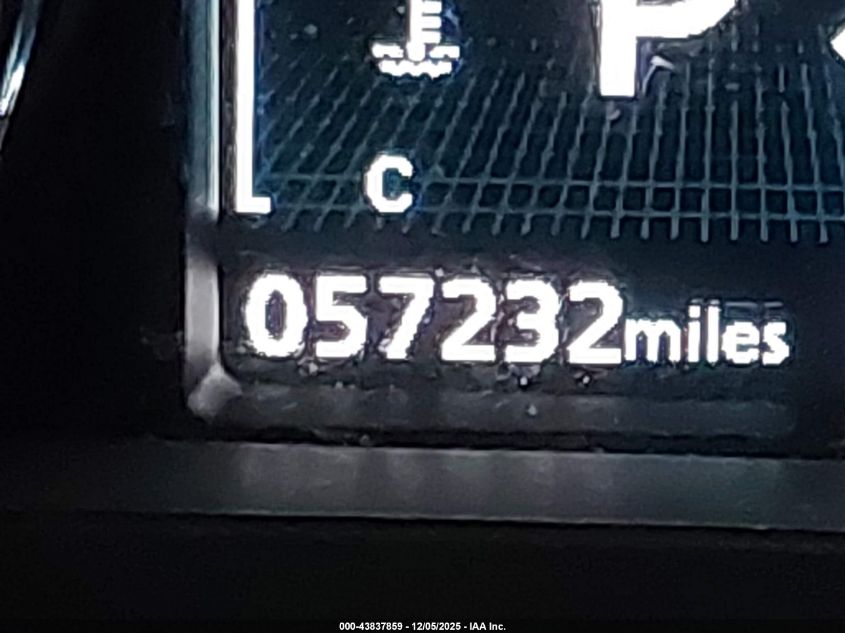 P
C
057232miles
000-43837859 - 12/05/2025 - IAA Inc.